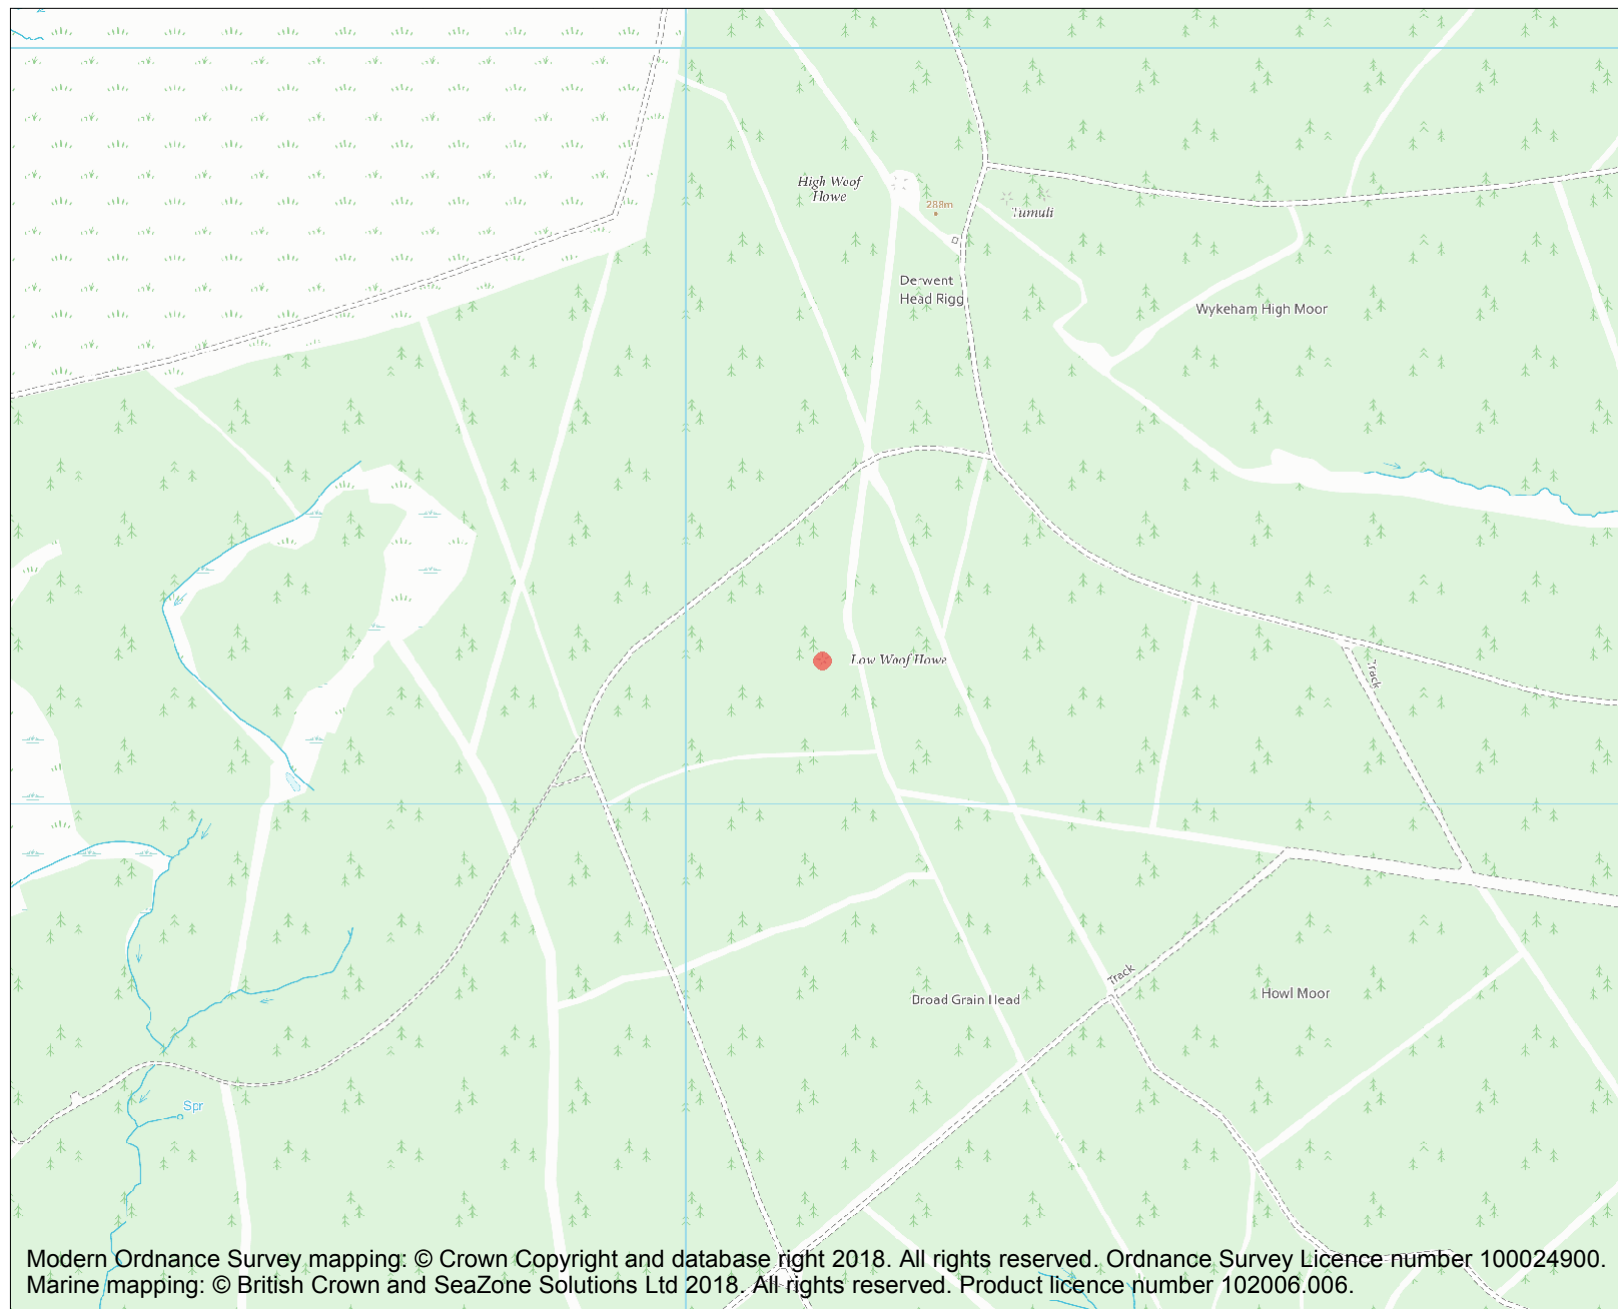 High Woof
Howe
288m
Tumuli
Derwent
Head Rigg
Wykeham High Moor
Low Woof Howe
Track
Track
Broad Grain Head
Howl Moor
Spr
Modern Ordnance Survey mapping: © Crown Copyright and database right 2018. All rights reserved. Ordnance Survey Licence number 100024900.
Marine mapping: © British Crown and SeaZone Solutions Ltd 2018. All rights reserved. Product licence number 102006.006.